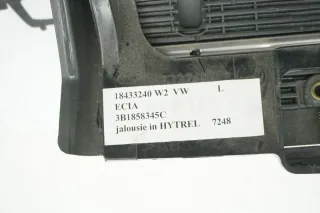 18433240 W2 VW L
ECIA
3B1858345C
jalousie in HYTREL 7248